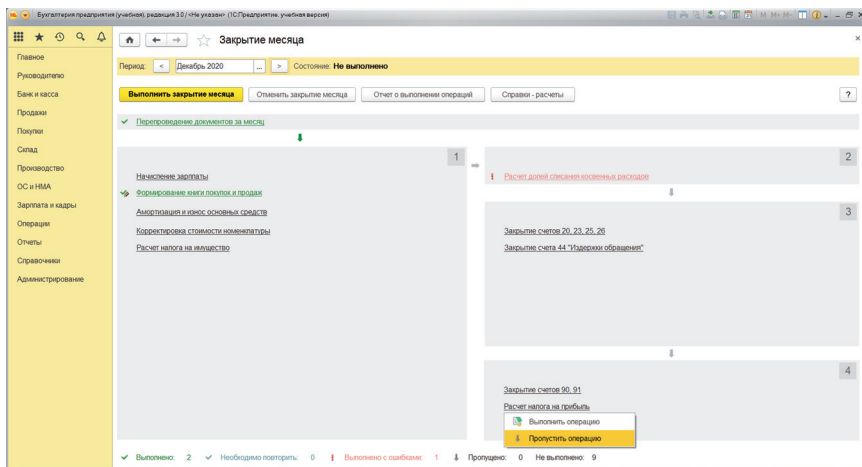 Бухгалтерия предприятия (учебная), редакция 3.0 / <Не указан> (1С:Предприятие, учебная версия)
M M+ M-
Главное
Руководителю
Банк и касса
Продажи
Покупки
Склад
Производство
ОС и НМА
Зарплата и кадры
Операции
Отчеты
Справочники
Администрирование
Закрытие месяца
Период: < Декабрь 2020 ... > Состояние: Не выполнено
Выполнить закрытие месяца Отменить закрытие месяца Отчет о выполнении операций Справки - расчеты ?
Перепроведение документов за месяц
1
Начисление зарплаты
Формирование книги покупок и продаж
Амортизация и износ основных средств
Корректировка стоимости номенклатуры
Расчет налога на имущество
2
Расчет долей списания косвенных расходов
3
Закрытие счетов 20, 23, 25, 26
Закрытие счета 44 "Издержки обращения"
4
Закрытие счетов 90, 91
Расчет налога на прибыль
Выполнить операцию
Пропустить операцию
Выполнено: 2 Необходимо повторить: 0 Выполнено с ошибками: 1 Пропущено: 0 Не выполнено: 9